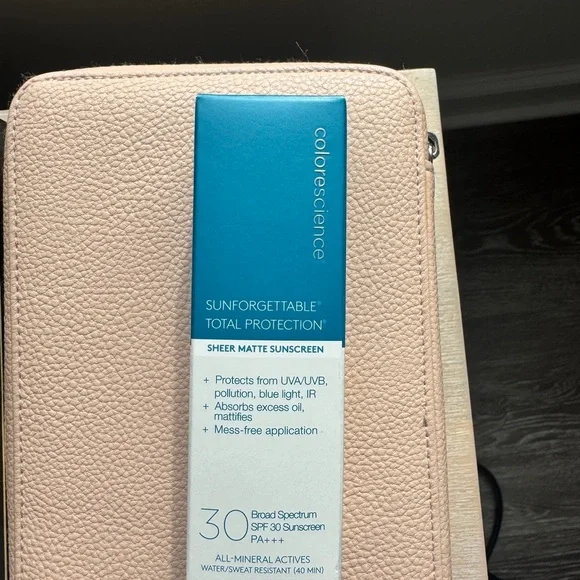 colorescience®
SUNFORGETTABLE®
TOTAL PROTECTION®
SHEER MATTE SUNSCREEN
+ Protects from UVA/UVB,
pollution, blue light, IR
+ Absorbs excess oil,
mattifies
+ Mess-free application
30
Broad Spectrum
SPF 30 Sunscreen
PA+++
ALL-MINERAL ACTIVES
WATER/SWEAT RESISTANT (40 MIN)